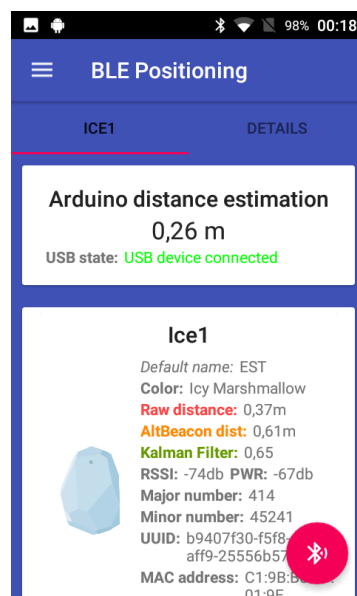 98% 00:18
BLE Positioning
ICE1 DETAILS
Arduino distance estimation
0,26 m
USB state: USB device connected
Ice1
Default name: EST
Color: Icy Marshmallow
Raw distance: 0,37m
AltBeacon dist: 0,61m
Kalman Filter: 0,65
RSSI: -74db PWR: -67db
Major number: 414
Minor number: 45241
UUID: b9407f30-f5f8-
aff9-25556b57
MAC address: C1:9B:
01:9F